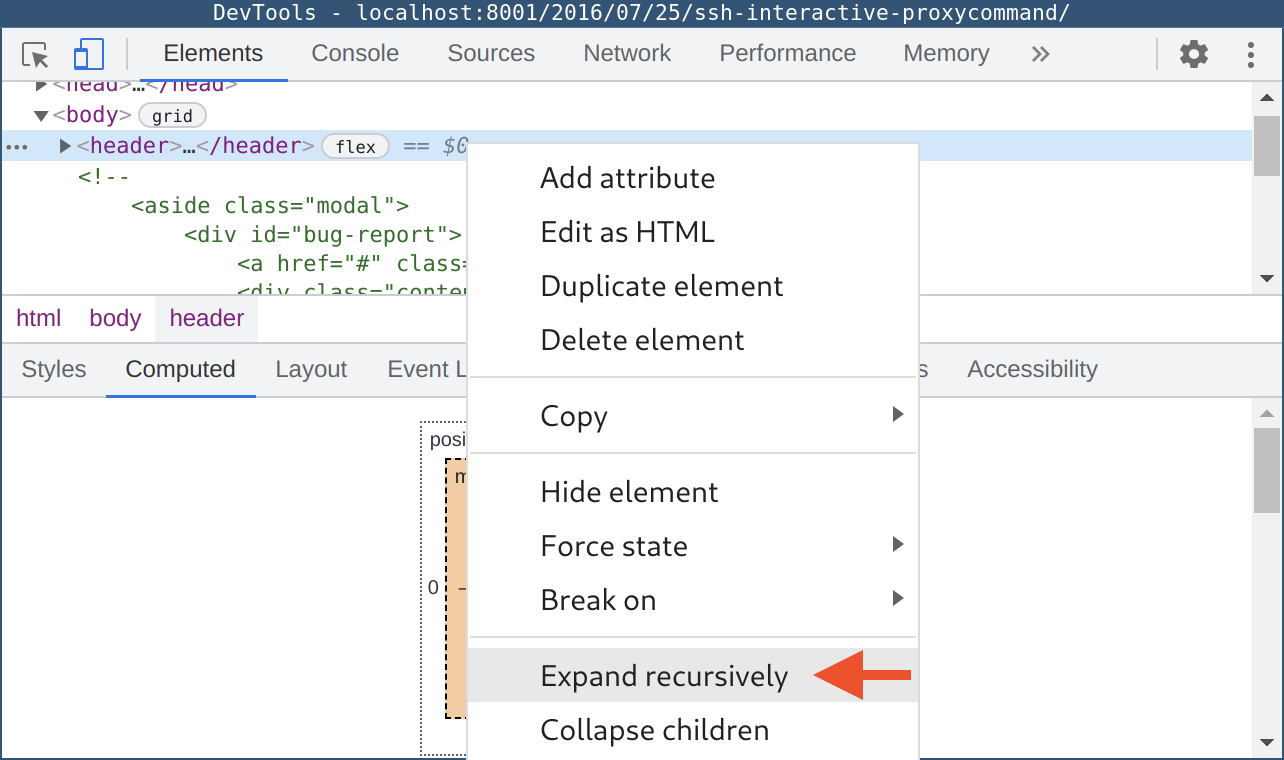 DevTools - localhost:8001/2016/07/25/ssh-interactive-proxycommand/
Elements Console Sources Network Performance Memory »
<head>…</head>
<body> grid
… <header>…</header> flex == $0
<!--
<aside class="modal">
<div id="bug-report">
<a href="#" class=
<div class="conte
html body header
Styles Computed Layout Event L s Accessibility
posi
m
0 –
Add attribute
Edit as HTML
Duplicate element
Delete element
Copy
Hide element
Force state
Break on
Expand recursively
Collapse children